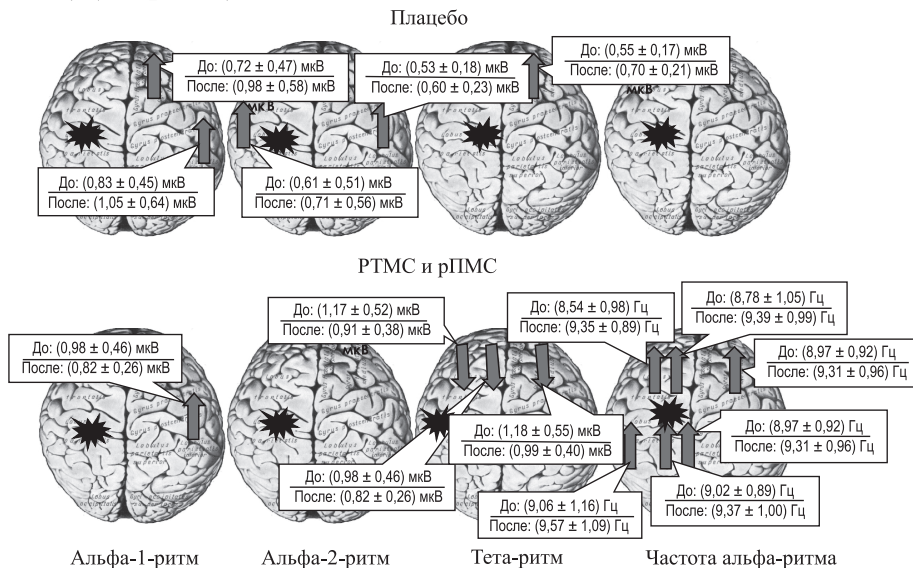 Плацебо
До: (0,72 ± 0,47) мкВ
После: (0,98 ± 0,58) мкВ
До: (0,53 ± 0,18) мкВ
После: (0,60 ± 0,23) мкВ
До: (0,55 ± 0,17) мкВ
После: (0,70 ± 0,21) мкВ
мкВ
мкВ
До: (0,83 ± 0,45) мкВ
После: (1,05 ± 0,64) мкВ
До: (0,61 ± 0,51) мкВ
После: (0,71 ± 0,56) мкВ
РТМС и рПМС
До: (1,17 ± 0,52) мкВ
После: (0,91 ± 0,38) мкВ
До: (8,54 ± 0,98) Гц
После: (9,35 ± 0,89) Гц
До: (8,78 ± 1,05) Гц
После: (9,39 ± 0,99) Гц
До: (0,98 ± 0,46) мкВ
После: (0,82 ± 0,26) мкВ
мкВ
До: (8,97 ± 0,92) Гц
После: (9,31 ± 0,96) Гц
До: (1,18 ± 0,55) мкВ
После: (0,99 ± 0,40) мкВ
До: (8,97 ± 0,92) Гц
После: (9,31 ± 0,96) Гц
До: (0,98 ± 0,46) мкВ
После: (0,82 ± 0,26) мкВ
До: (9,06 ± 1,16) Гц
После: (9,57 ± 1,09) Гц
До: (9,02 ± 0,89) Гц
После: (9,37 ± 1,00) Гц
Альфа-1-ритм
Альфа-2-ритм
Тета-ритм
Частота альфа-ритма